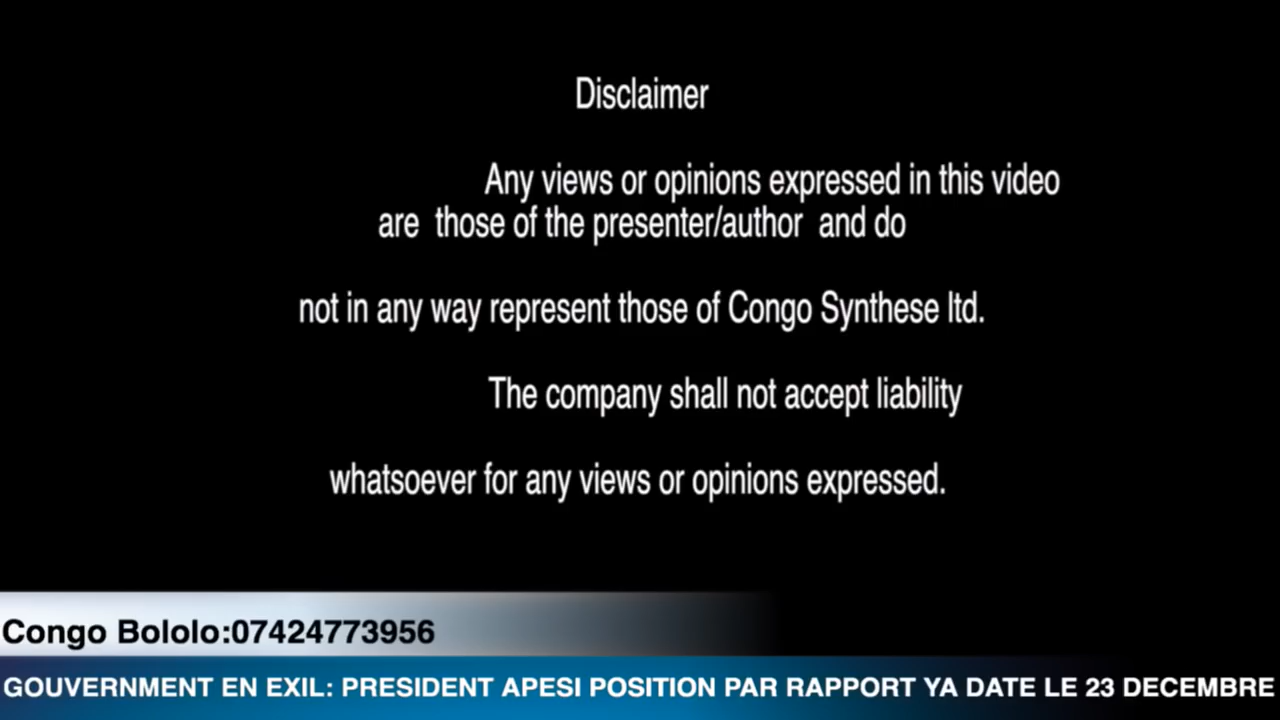 Disclaimer
Any views or opinions expressed in this video
are those of the presenter/author and do
not in any way represent those of Congo Synthese ltd.
The company shall not accept liability
whatsoever for any views or opinions expressed.
Congo Bololo:07424773956
GOUVERNMENT EN EXIL: PRESIDENT APESI POSITION PAR RAPPORT YA DATE LE 23 DECEMBRE